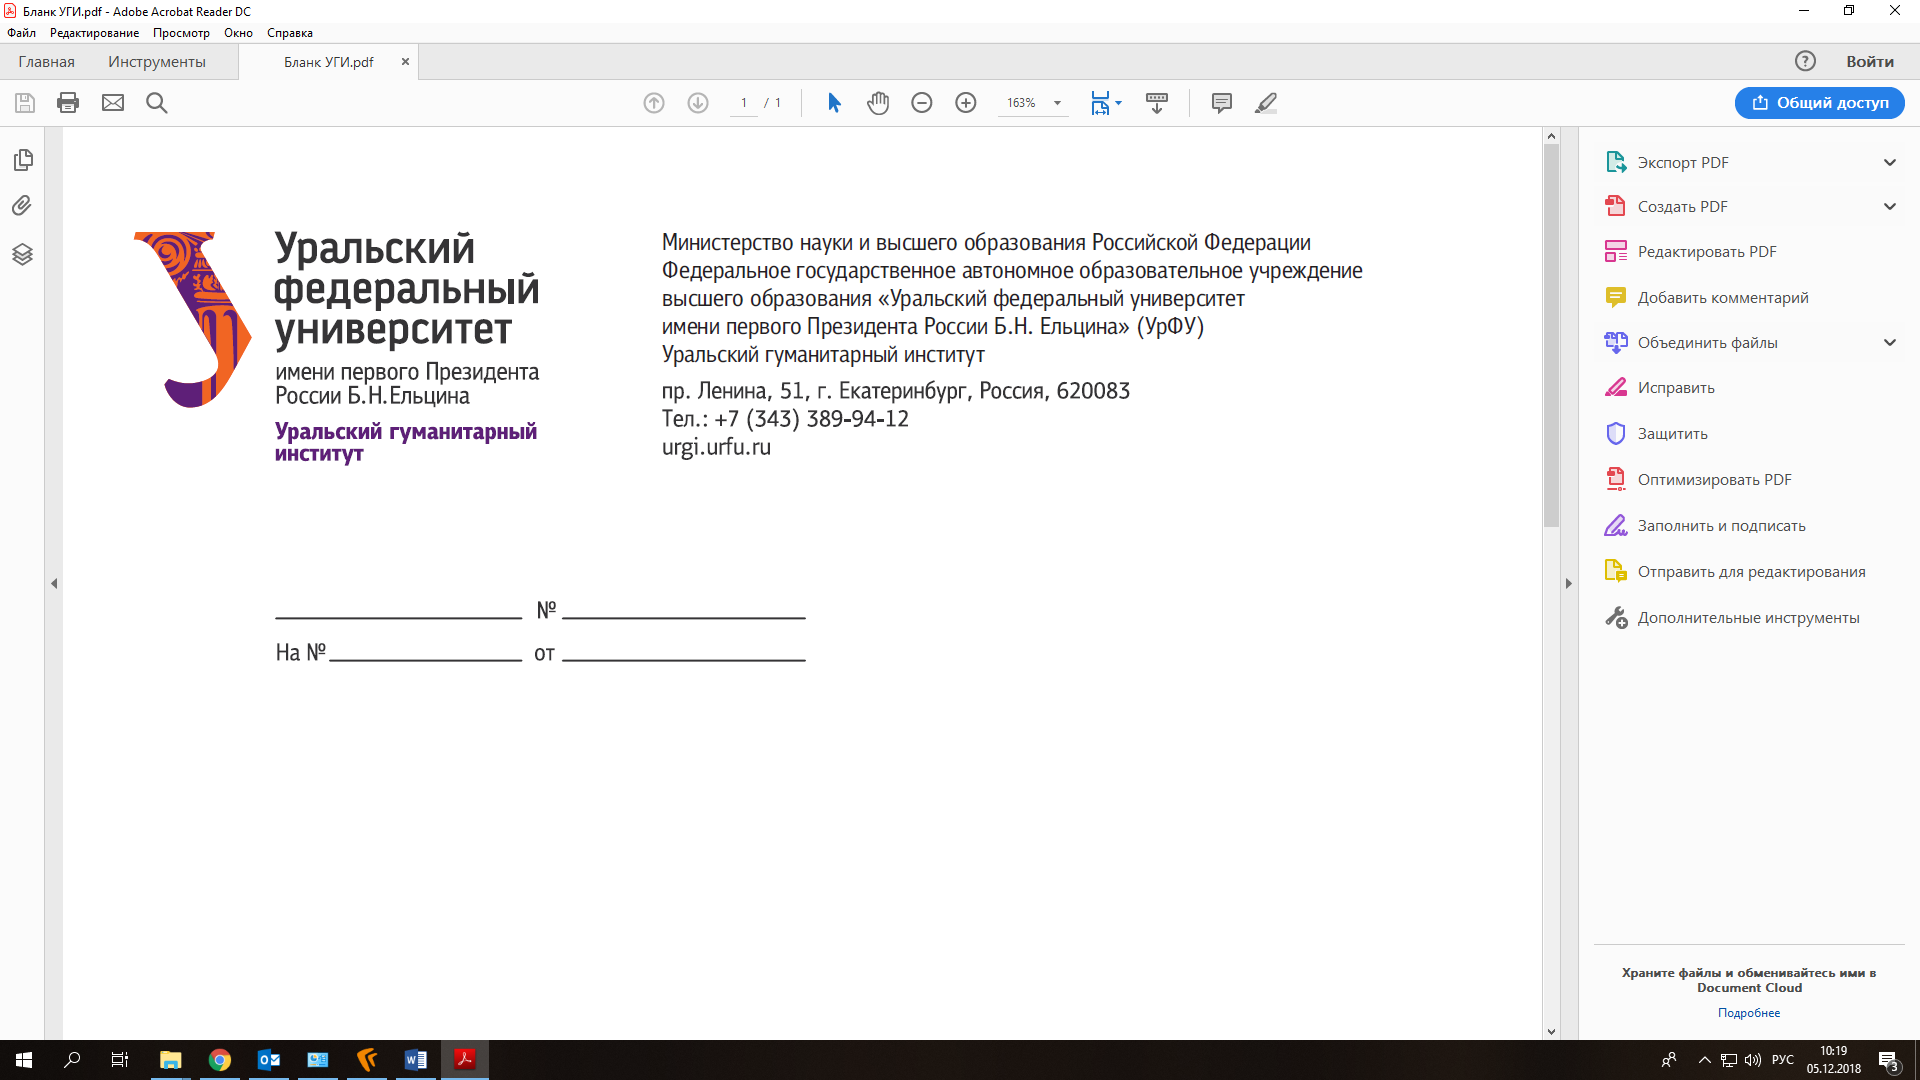 Бланк УГИ.pdf - Adobe Acrobat Reader DC
Файл Редактирование Просмотр Окно Справка
Главная Инструменты Бланк УГИ.pdf × ? Войти
1 / 1 163% Общий доступ
Уральский
федеральный
университет
имени первого Президента
России Б.Н.Ельцина
Уральский гуманитарный
институт
Министерство науки и высшего образования Российской Федерации
Федеральное государственное автономное образовательное учреждение
высшего образования «Уральский федеральный университет
имени первого Президента России Б.Н. Ельцина» (УрФУ)
Уральский гуманитарный институт
пр. Ленина, 51, г. Екатеринбург, Россия, 620083
Тел.: +7 (343) 389-94-12
urgi.urfu.ru
____________________ № ____________________
На № ________________ от ____________________
Экспорт PDF
Создать PDF
Редактировать PDF
Добавить комментарий
Объединить файлы
Исправить
Защитить
Оптимизировать PDF
Заполнить и подписать
Отправить для редактирования
Дополнительные инструменты
Храните файлы и обменивайтесь ими в
Document Cloud
Подробнее
РУС 10:19
05.12.2018 3